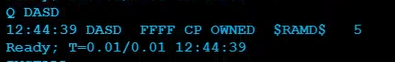 Q DASD
12:44:39 DASD  FFFF CP OWNED  $RAMD$   5
Ready; T=0.01/0.01 12:44:39